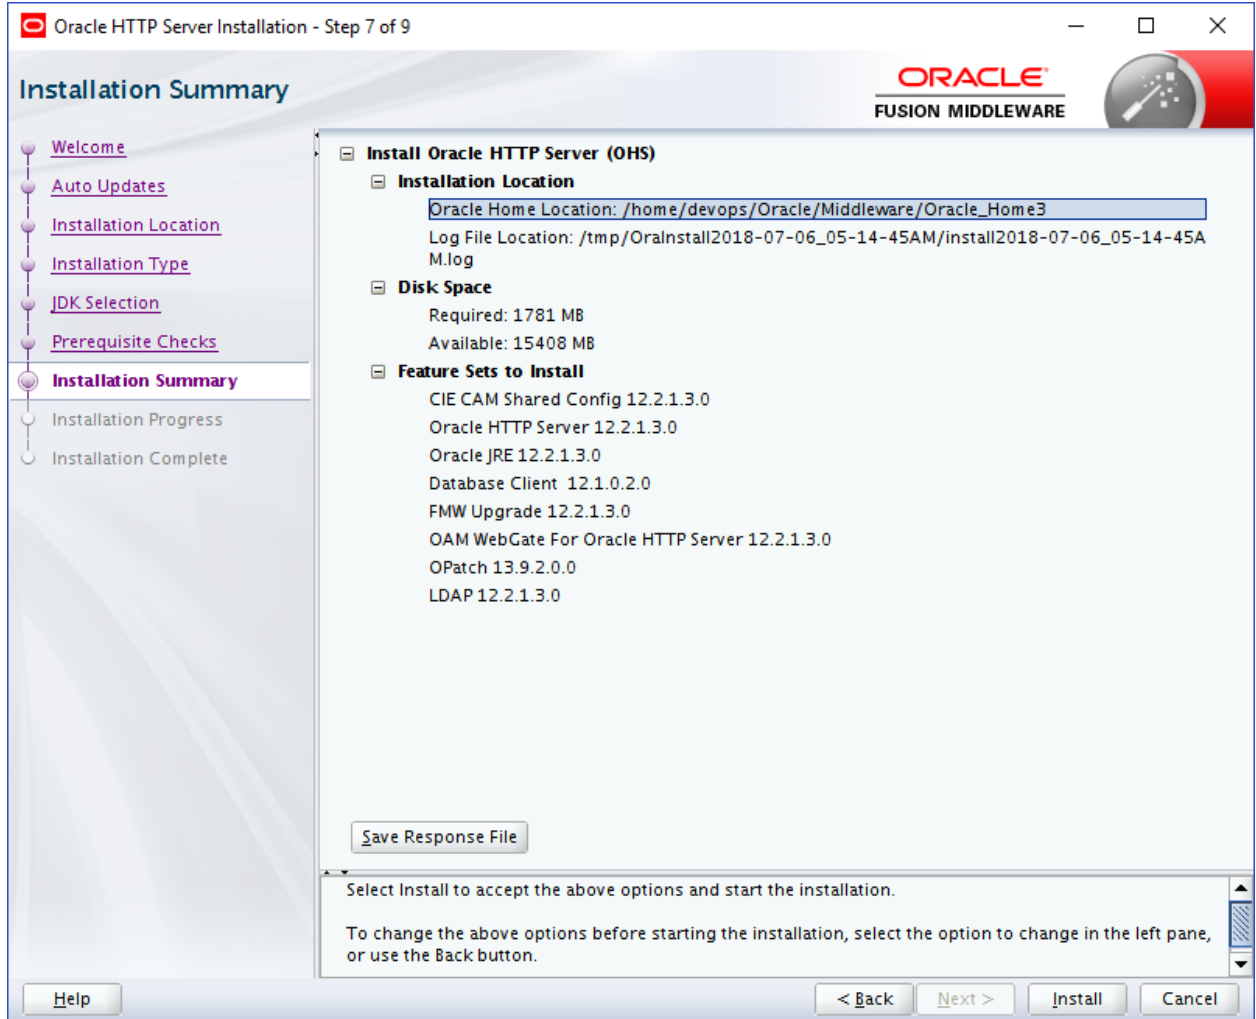 Oracle HTTP Server Installation - Step 7 of 9
Installation Summary
ORACLE
FUSION MIDDLEWARE
Welcome
Auto Updates
Installation Location
Installation Type
JDK Selection
Prerequisite Checks
Installation Summary
Installation Progress
Installation Complete
Install Oracle HTTP Server (OHS)
Installation Location
Oracle Home Location: /home/devops/Oracle/Middleware/Oracle_Home3
Log File Location: /tmp/OraInstall2018-07-06_05-14-45AM/install2018-07-06_05-14-45A
M.log
Disk Space
Required: 1781 MB
Available: 15408 MB
Feature Sets to Install
CIE CAM Shared Config 12.2.1.3.0
Oracle HTTP Server 12.2.1.3.0
Oracle JRE 12.2.1.3.0
Database Client  12.1.0.2.0
FMW Upgrade 12.2.1.3.0
OAM WebGate For Oracle HTTP Server 12.2.1.3.0
OPatch 13.9.2.0.0
LDAP 12.2.1.3.0
Save Response File
Select Install to accept the above options and start the installation.
To change the above options before starting the installation, select the option to change in the left pane,
or use the Back button.
Help
< Back
Next >
Install
Cancel